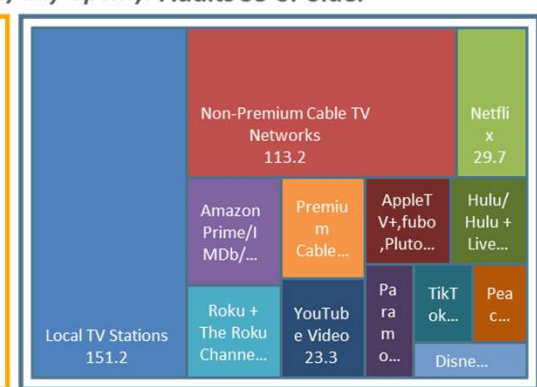 Adults 35 or older
Local TV Stations
151.2
Non-Premium Cable TV
Networks
113.2
Netfli
x
29.7
Amazon
Prime/I
MDb/...
Premiu
m
Cable...
AppleT
V+,fubo
,Pluto...
Hulu/
Hulu +
Live...
Roku +
The Roku
Channe...
YouTub
e Video
23.3
Pa
ra
m
o...
TikT
ok...
Pea
c...
Disne...